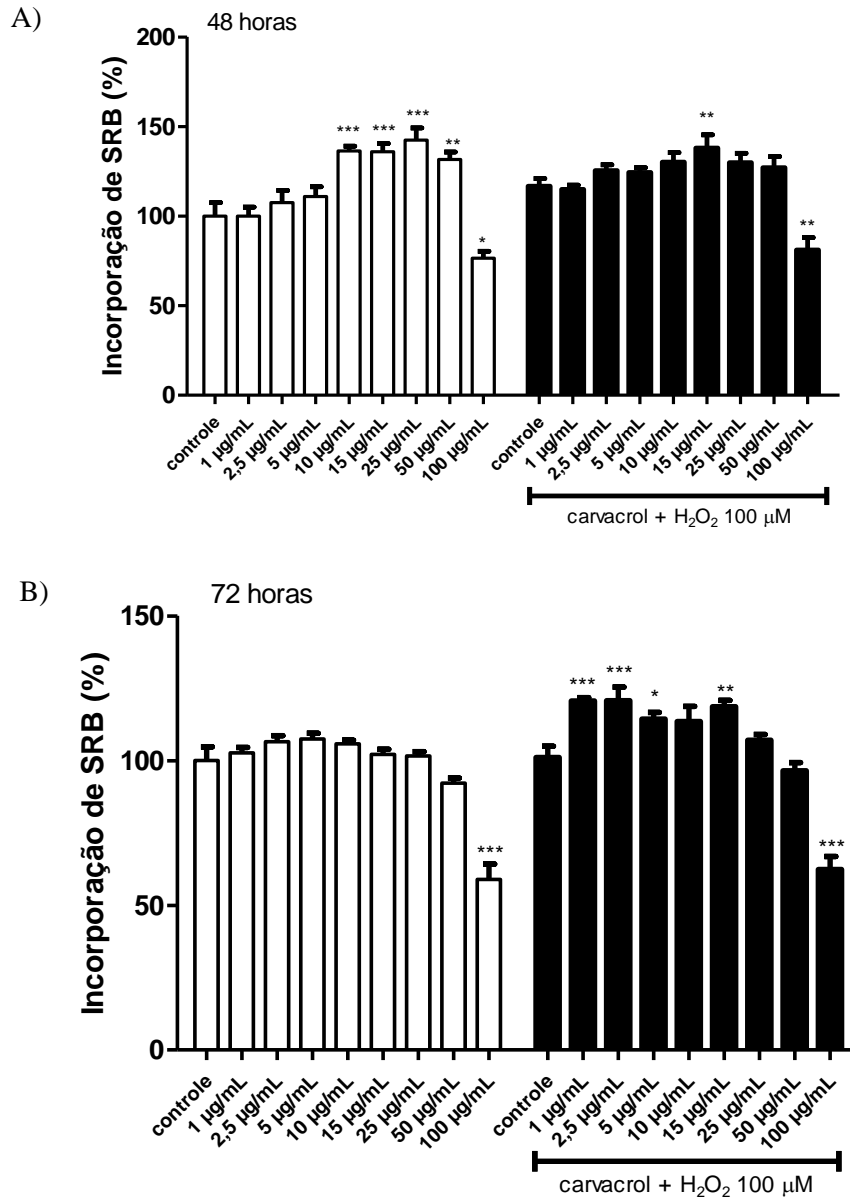 A)
48 horas
Incorporação de SRB (%)
200
150
100
50
0
*** *** *** ** * ** **
controle 1 µg/mL 2,5 µg/mL 5 µg/mL 10 µg/mL 15 µg/mL 25 µg/mL 50 µg/mL 100 µg/mL controle 1 µg/mL 2,5 µg/mL 5 µg/mL 10 µg/mL 15 µg/mL 25 µg/mL 50 µg/mL 100 µg/mL
carvacrol + H₂O₂ 100 µM
B)
72 horas
Incorporação de SRB (%)
150
100
50
0
*** *** *** * ** ***
controle 1 µg/mL 2,5 µg/mL 5 µg/mL 10 µg/mL 15 µg/mL 25 µg/mL 50 µg/mL 100 µg/mL controle 1 µg/mL 2,5 µg/mL 5 µg/mL 10 µg/mL 15 µg/mL 25 µg/mL 50 µg/mL 100 µg/mL
carvacrol + H₂O₂ 100 µM